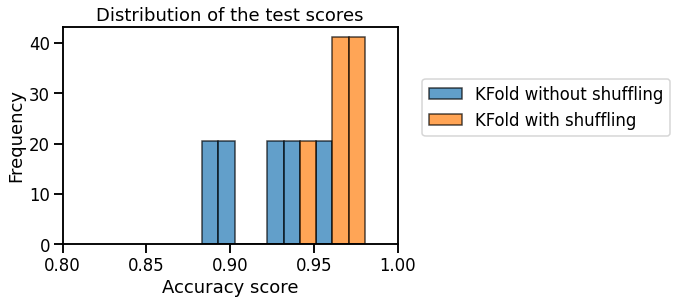 Distribution of the test scores
Frequency
40
30
20
10
0
0.80 0.85 0.90 0.95 1.00
Accuracy score
KFold without shuffling
KFold with shuffling